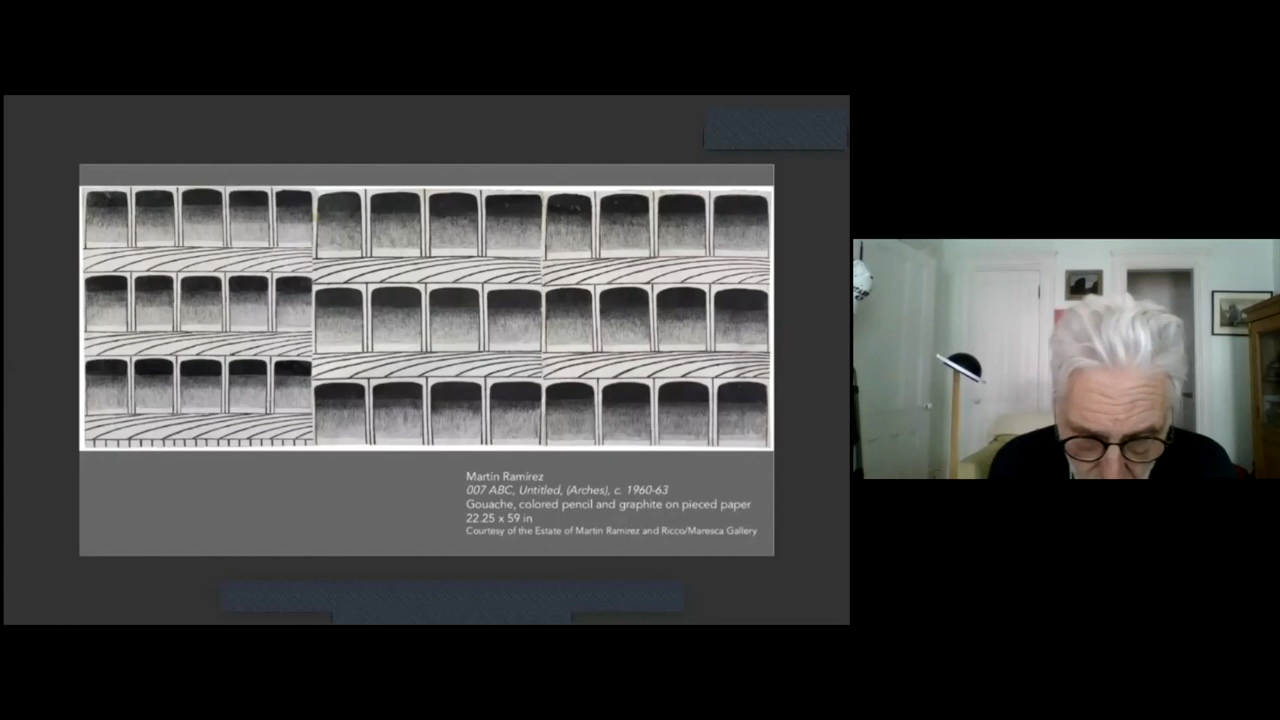 Martín Ramírez
007 ABC, Untitled, (Arches), c. 1960-63
Gouache, colored pencil and graphite on pieced paper
22.25 x 59 in
Courtesy of the Estate of Martín Ramírez and Ricco/Maresca Gallery